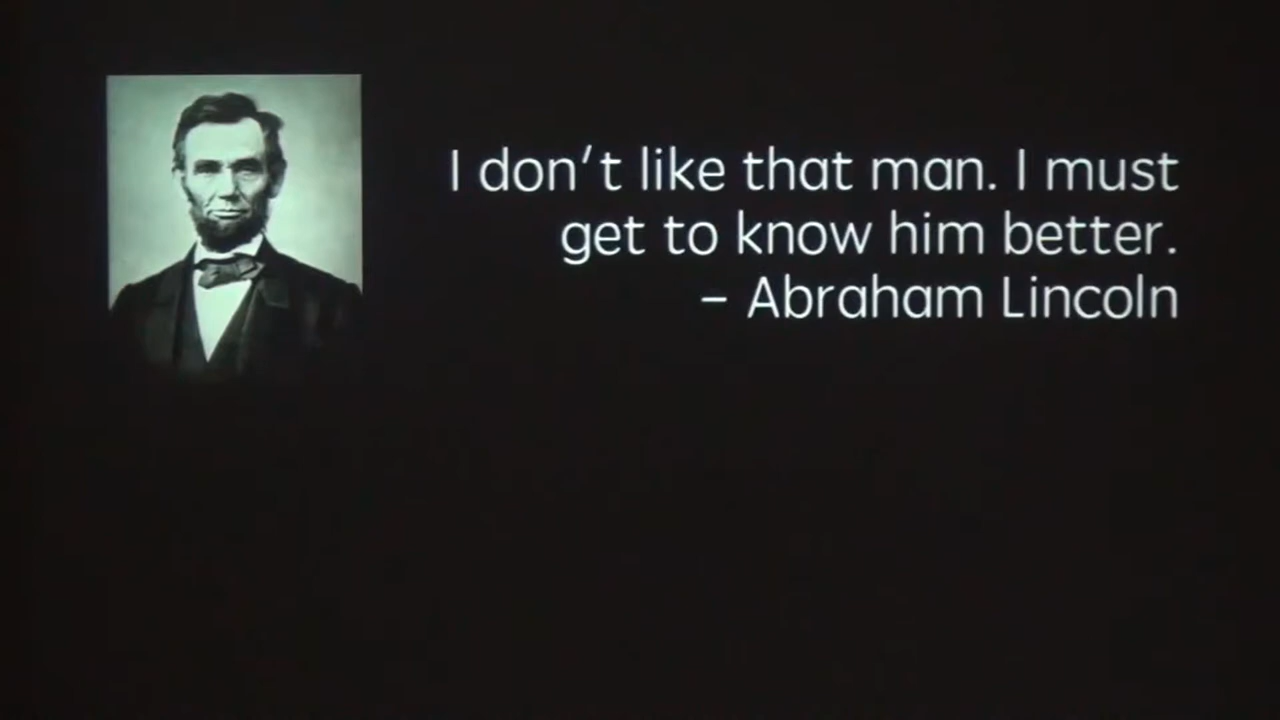 I don't like that man. I must
get to know him better.
– Abraham Lincoln